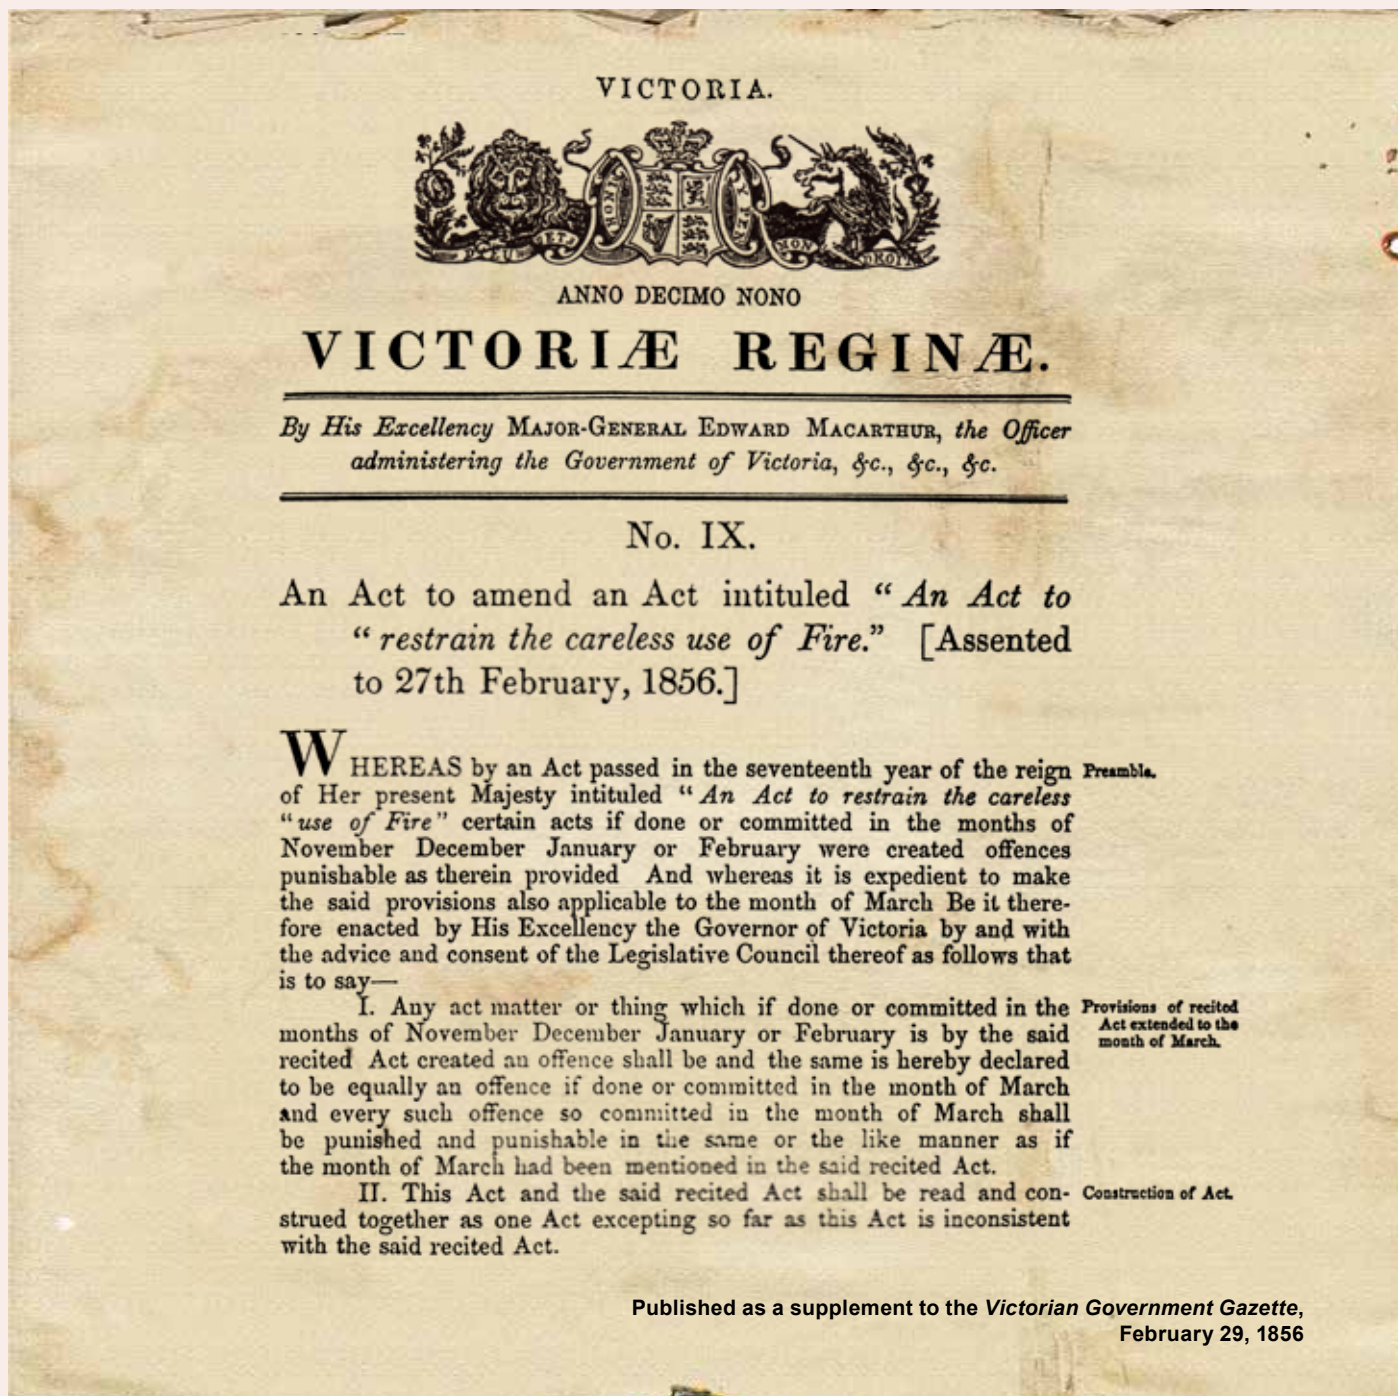 VICTORIA.
DIEU ET MON DROIT
ANNO DECIMO NONO
VICTORIÆ REGINÆ.
By His Excellency MAJOR-GENERAL EDWARD MACARTHUR, the Officer
administering the Government of Victoria, &c., &c., &c.
No. IX.
An Act to amend an Act intituled “ An Act to
“ restrain the careless use of Fire.” [Assented
to 27th February, 1856.]
WHEREAS by an Act passed in the seventeenth year of the reign Preamble.
of Her present Majesty intituled “ An Act to restrain the careless
“ use of Fire” certain acts if done or committed in the months of
November December January or February were created offences
punishable as therein provided And whereas it is expedient to make
the said provisions also applicable to the month of March Be it there-
fore enacted by His Excellency the Governor of Victoria by and with
the advice and consent of the Legislative Council thereof as follows that
is to say—
I. Any act matter or thing which if done or committed in the Provisions of recited
months of November December January or February is by the said Act extended to the
recited Act created an offence shall be and the same is hereby declared month of March.
to be equally an offence if done or committed in the month of March
and every such offence so committed in the month of March shall
be punished and punishable in the same or the like manner as if
the month of March had been mentioned in the said recited Act.
II. This Act and the said recited Act shall be read and con- Construction of Act.
strued together as one Act excepting so far as this Act is inconsistent
with the said recited Act.
Published as a supplement to the Victorian Government Gazette,
February 29, 1856